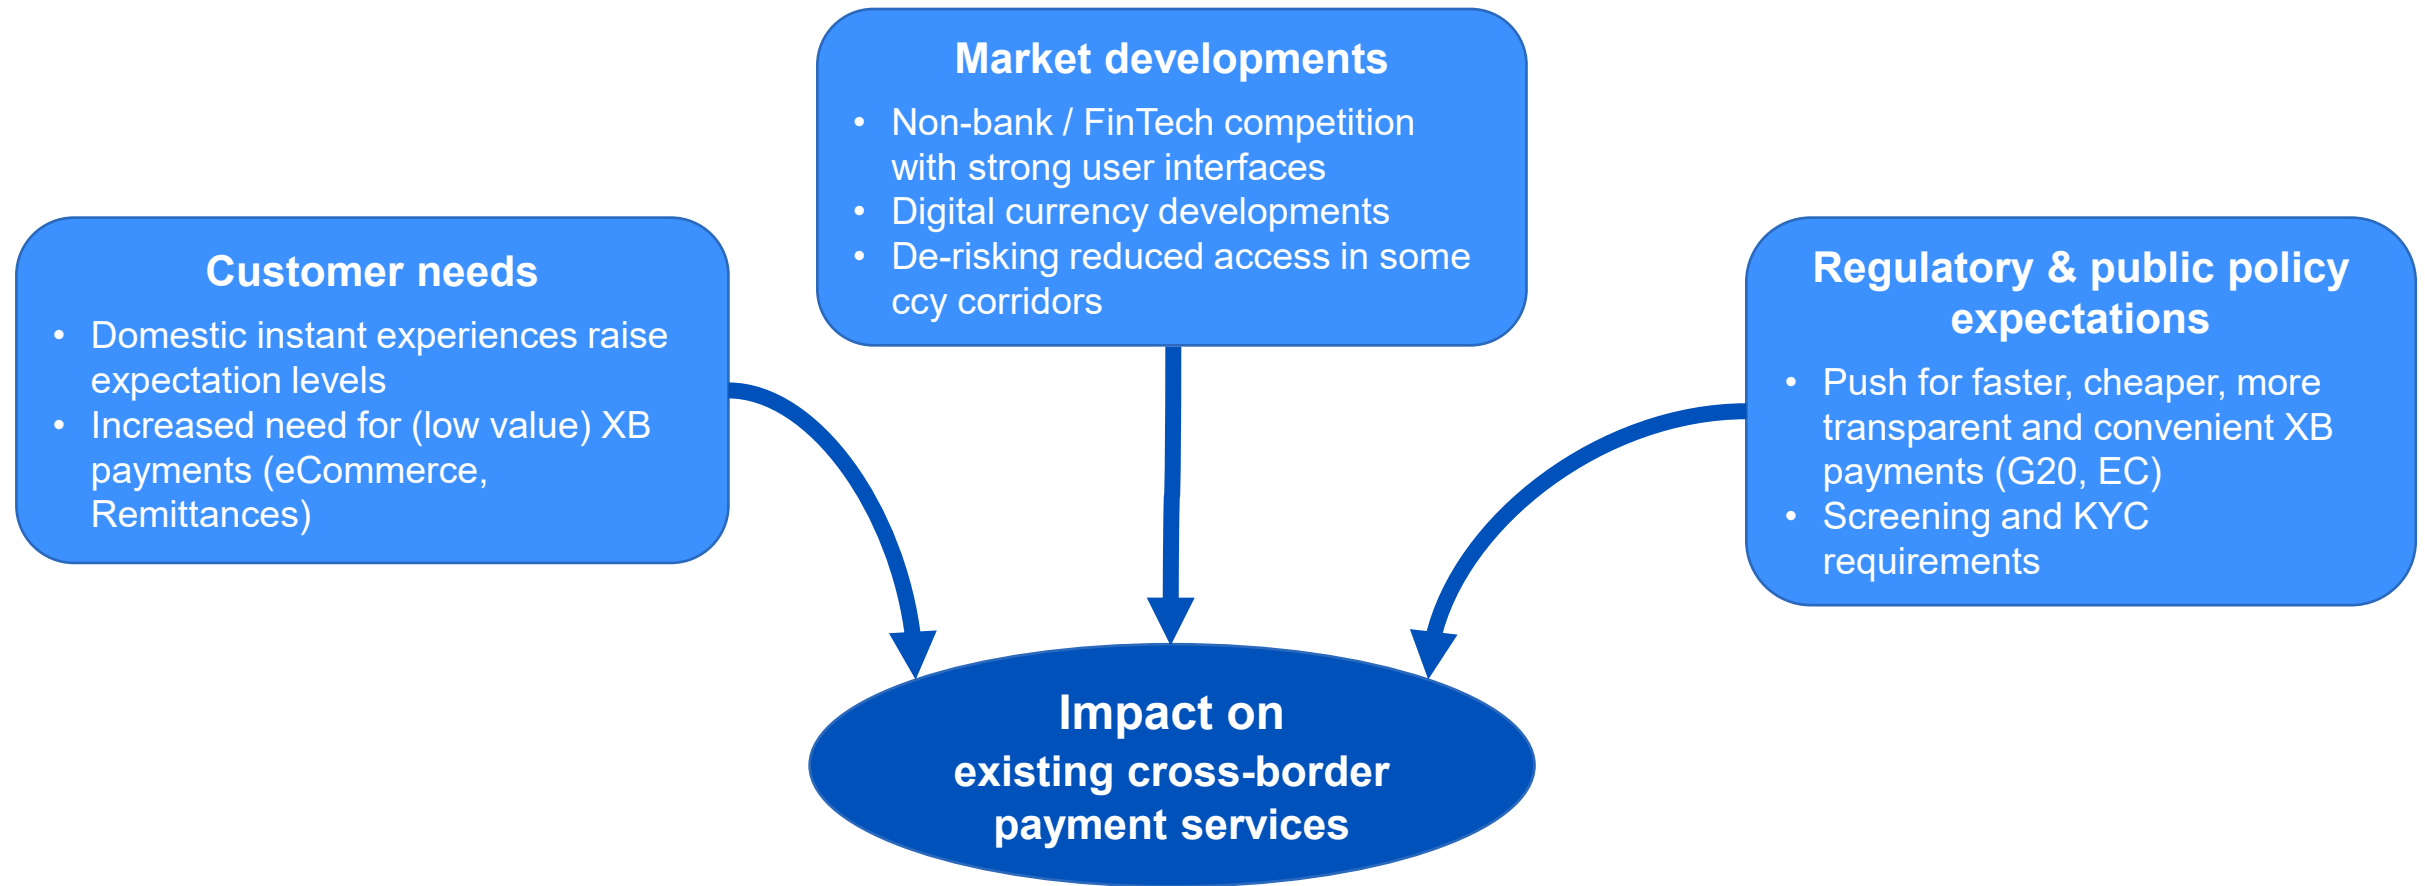 Market developments
• Non-bank / FinTech competition
with strong user interfaces
• Digital currency developments
• De-risking reduced access in some
ccy corridors
Customer needs
• Domestic instant experiences raise
expectation levels
• Increased need for (low value) XB
payments (eCommerce,
Remittances)
Regulatory & public policy
expectations
• Push for faster, cheaper, more
transparent and convenient XB
payments (G20, EC)
• Screening and KYC
requirements
Impact on
existing cross-border
payment services